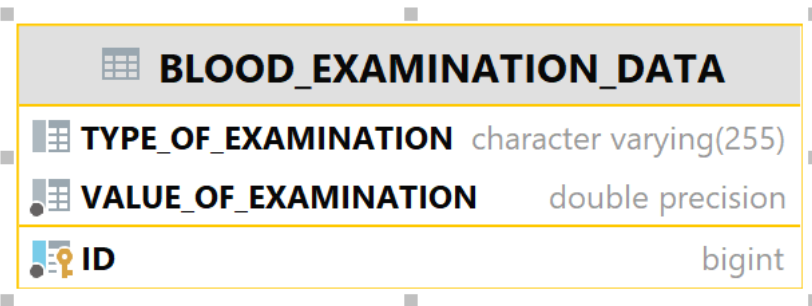 BLOOD_EXAMINATION_DATA
TYPE_OF_EXAMINATION character varying(255)
VALUE_OF_EXAMINATION double precision
ID bigint